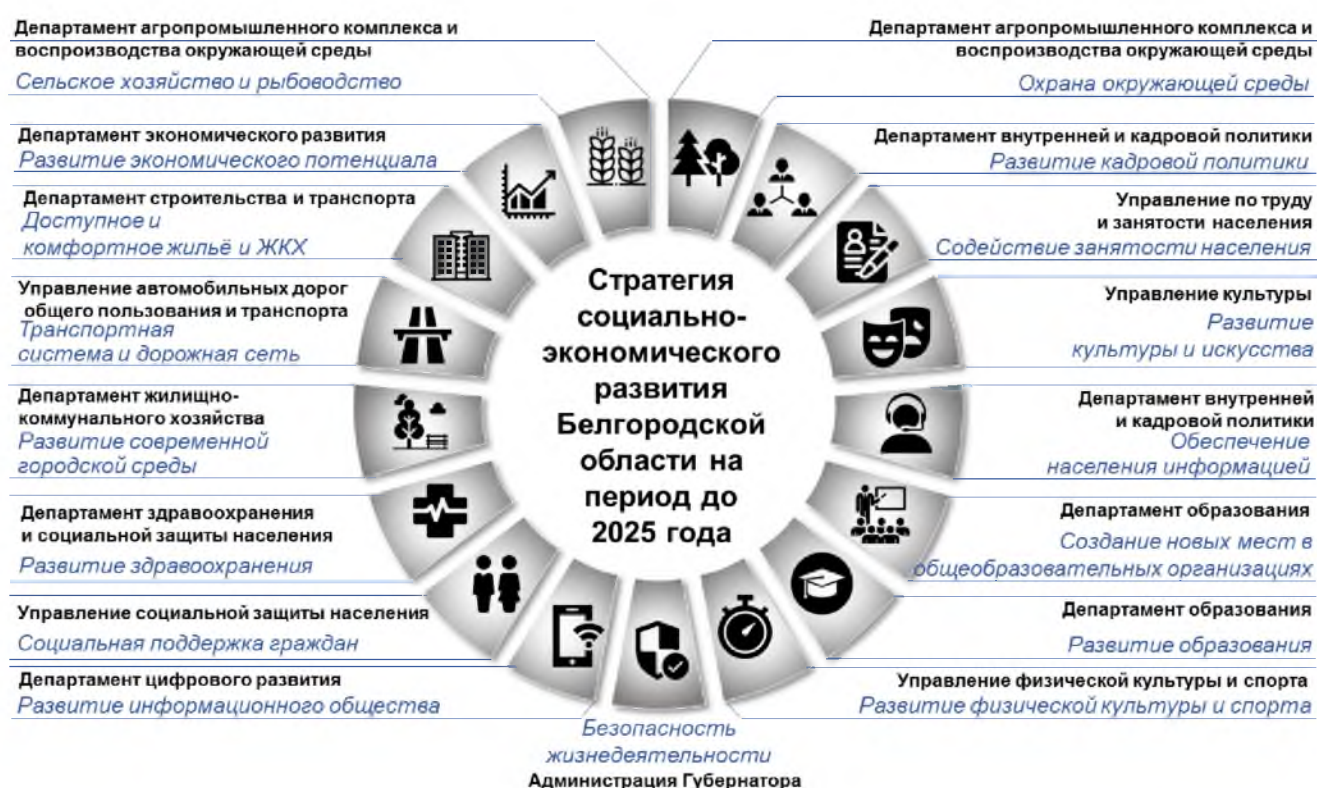 Департамент агропромышленного комплекса и
воспроизводства окружающей среды
Сельское хозяйство и рыбоводство
Департамент экономического развития
Развитие экономического потенциала
Департамент строительства и транспорта
Доступное и
комфортное жильё и ЖКХ
Управление автомобильных дорог
общего пользования и транспорта
Транспортная
система и дорожная сеть
Департамент жилищно-
коммунального хозяйства
Развитие современной
городской среды
Департамент здравоохранения
и социальной защиты населения
Развитие здравоохранения
Управление социальной защиты населения
Социальная поддержка граждан
Департамент цифрового развития
Развитие информационного общества
Стратегия
социально-
экономического
развития
Белгородской
области на
период до
2025 года
Департамент агропромышленного комплекса и
воспроизводства окружающей среды
Охрана окружающей среды
Департамент внутренней и кадровой политики
Развитие кадровой политики
Управление по труду
и занятости населения
Содействие занятости населения
Управление культуры
Развитие
культуры и искусства
Департамент внутренней
и кадровой политики
Обеспечение
населения информацией
Департамент образования
Создание новых мест в
общеобразовательных организациях
Департамент образования
Развитие образования
Управление физической культуры и спорта
Развитие физической культуры и спорта
Безопасность
жизнедеятельности
Администрация Губернатора